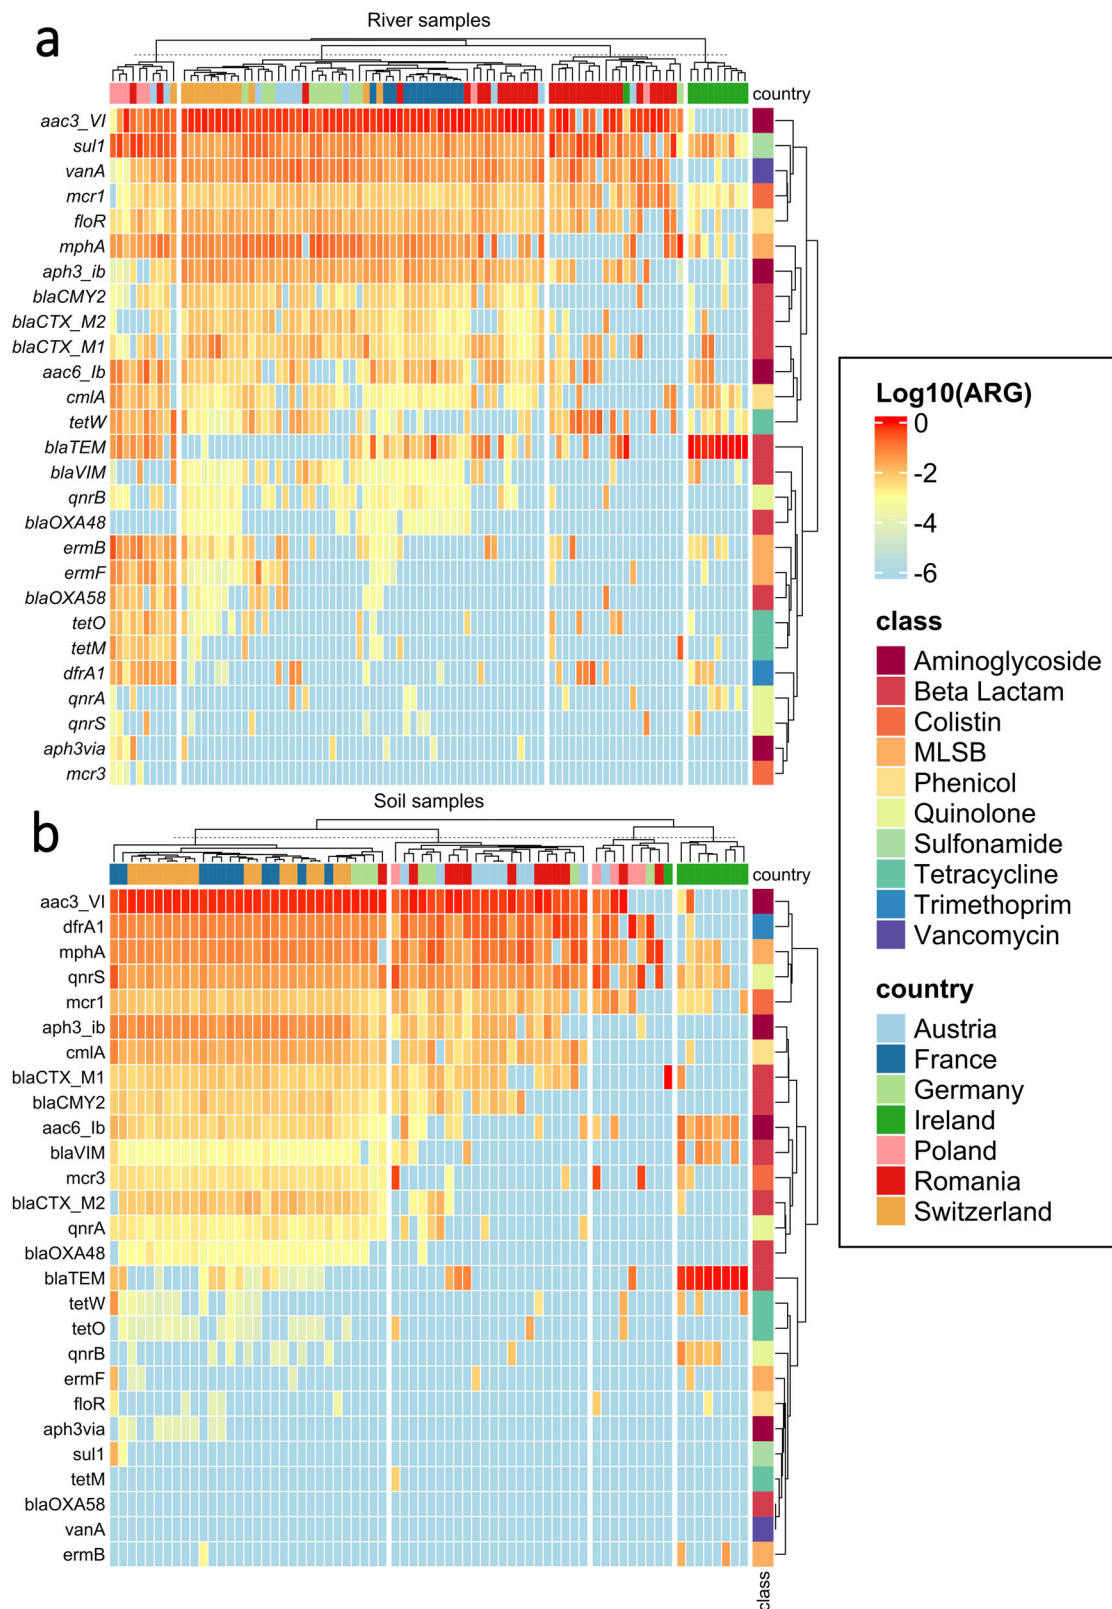 a
River samples
country
aac3_VI
sul1
vanA
mcr1
floR
mphA
aph3_ib
blaCMY2
blaCTX_M2
blaCTX_M1
aac6_Ib
cmlA
tetW
blaTEM
blaVIM
qnrB
blaOXA48
ermB
ermF
blaOXA58
tetO
tetM
dfrA1
qnrA
qnrS
aph3via
mcr3
b
Soil samples
country
aac3_VI
dfrA1
mphA
qnrS
mcr1
aph3_ib
cmlA
blaCTX_M1
blaCMY2
aac6_Ib
blaVIM
mcr3
blaCTX_M2
qnrA
blaOXA48
blaTEM
tetW
tetO
qnrB
ermF
floR
aph3via
sul1
tetM
blaOXA58
vanA
ermB
class
Log10(ARG)
0
-2
-4
-6
class
Aminoglycoside
Beta Lactam
Colistin
MLSB
Phenicol
Quinolone
Sulfonamide
Tetracycline
Trimethoprim
Vancomycin
country
Austria
France
Germany
Ireland
Poland
Romania
Switzerland